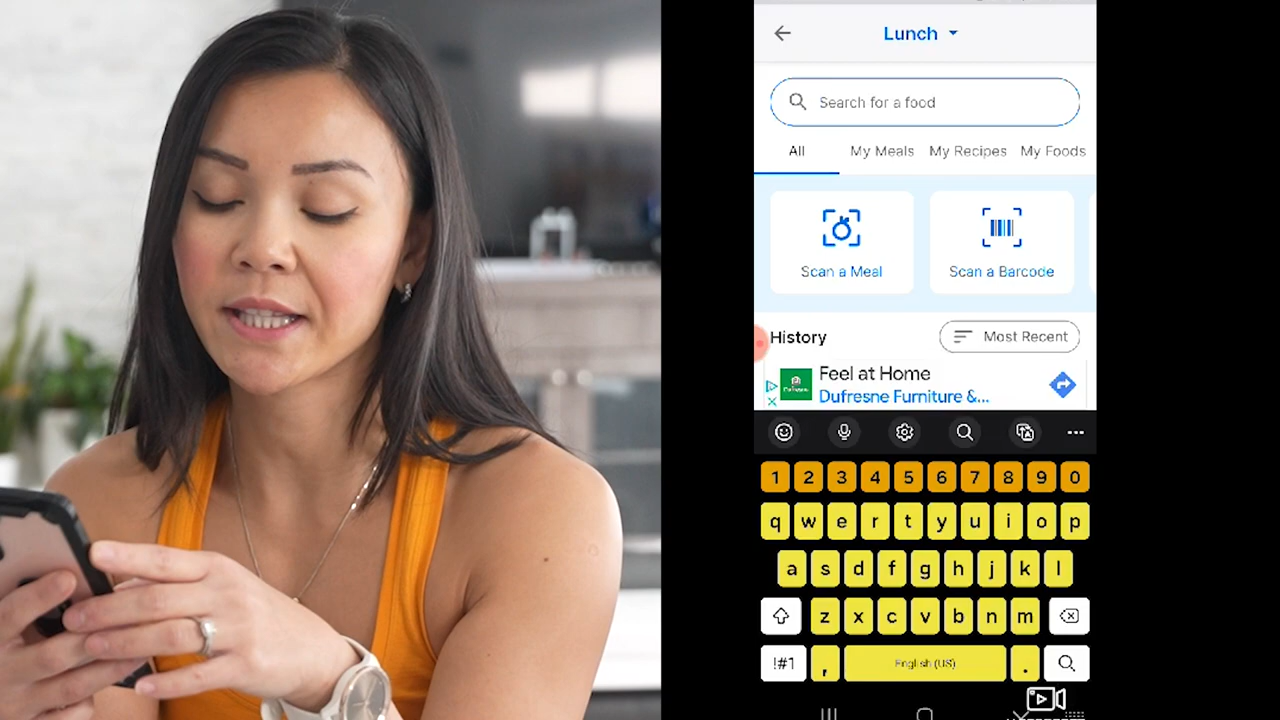 Lunch
Search for a food
All My Meals My Recipes My Foods
Scan a Meal Scan a Barcode
History Most Recent
Feel at Home
Dufresne Furniture &...
1 2 3 4 5 6 7 8 9 0
q w e r t y u i o p
a s d f g h j k l
z x c v b n m
!#1 , English (US) .